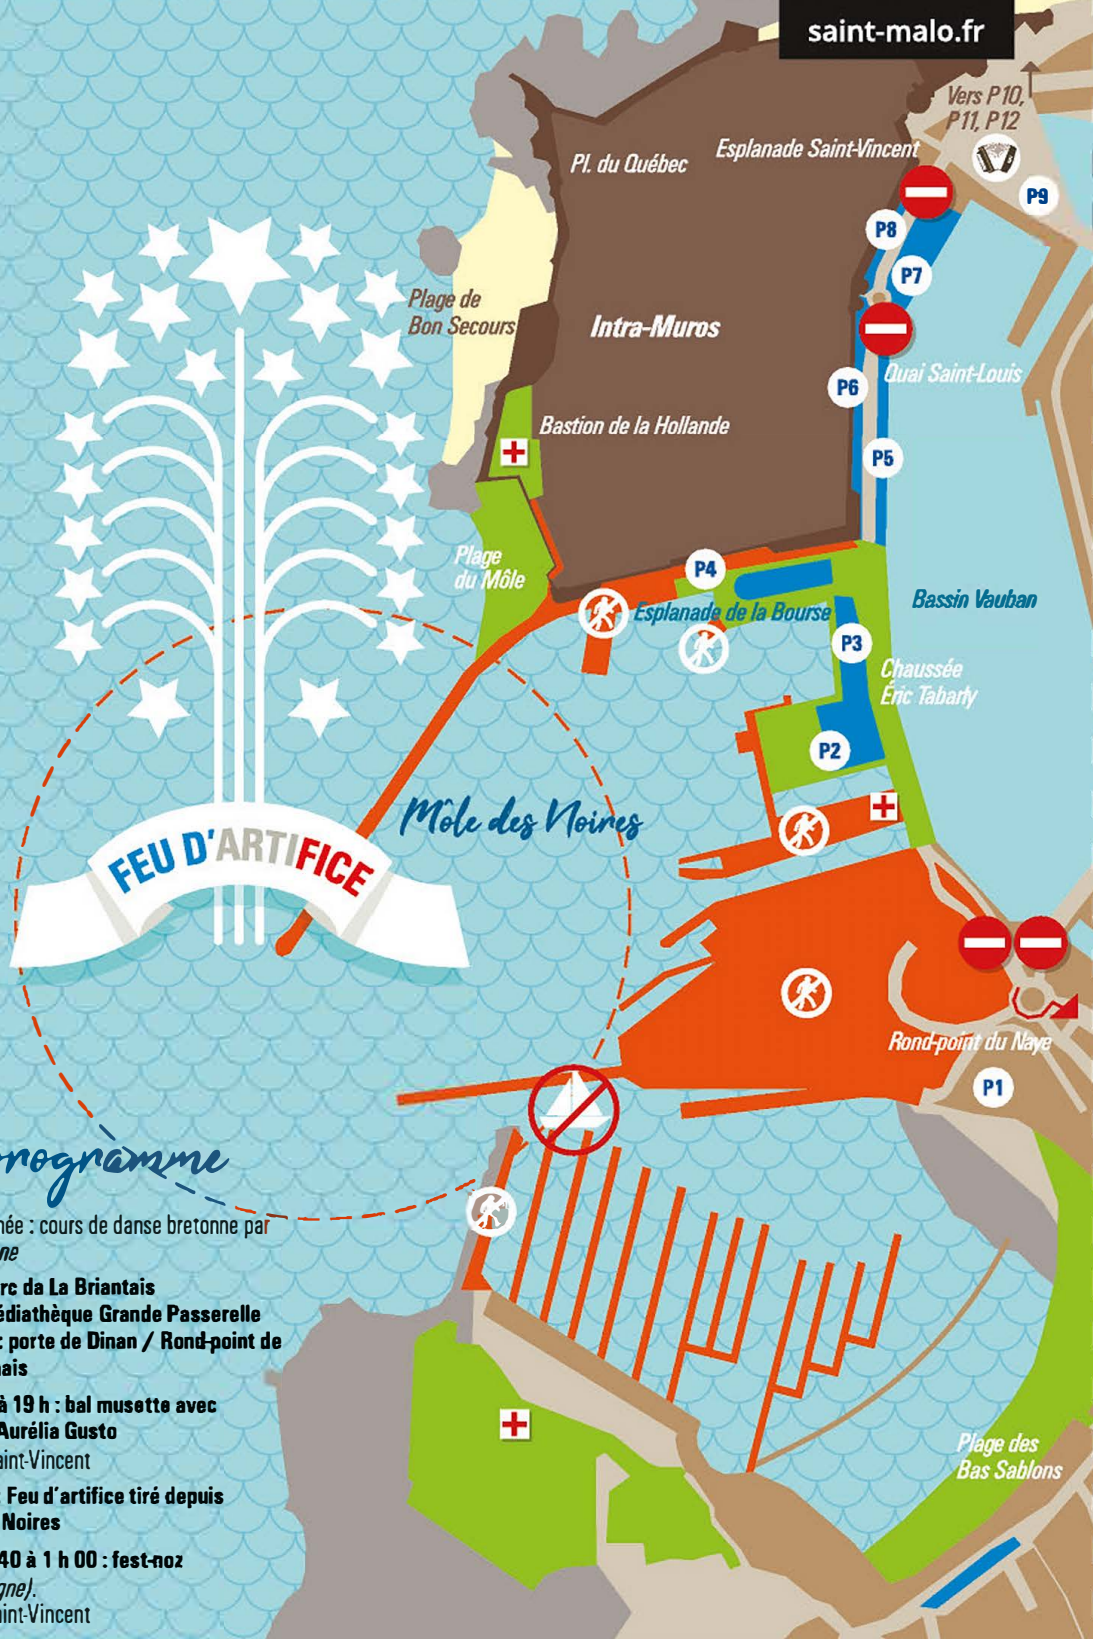 saint-malo.fr
Vers P10,
P11, P12
Esplanade Saint-Vincent
Pl. du Québec
P9
P8
P7
Plage de
Bon Secours
Intra-Muros
Quai Saint-Louis
P6
Bastion de la Hollande
P5
Plage
du Môle
P4
Esplanade de la Bourse
Bassin Vauban
P3
Chaussée
Éric Tabarly
P2
Môle des Noires
FEU D'ARTIFICE
Rond-point du Naye
P1
programme
née : cours de danse bretonne par
ne
rc da La Briantais
édiathèque Grande Passerelle
: porte de Dinan / Rond-point de
ais
à 19 h : bal musette avec
Aurélia Gusto
aint-Vincent
: Feu d'artifice tiré depuis
Noires
40 à 1 h 00 : fest-noz
gne).
aint-Vincent
Plage des
Bas Sablons